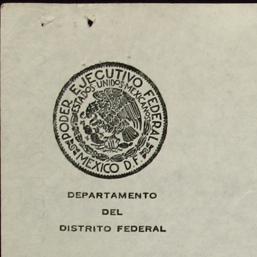 PODER EJECUTIVO FEDERAL
ESTADOS UNIDOS MEXICANOS
MEXICO D.F.
DEPARTAMENTO
DEL
DISTRITO FEDERAL